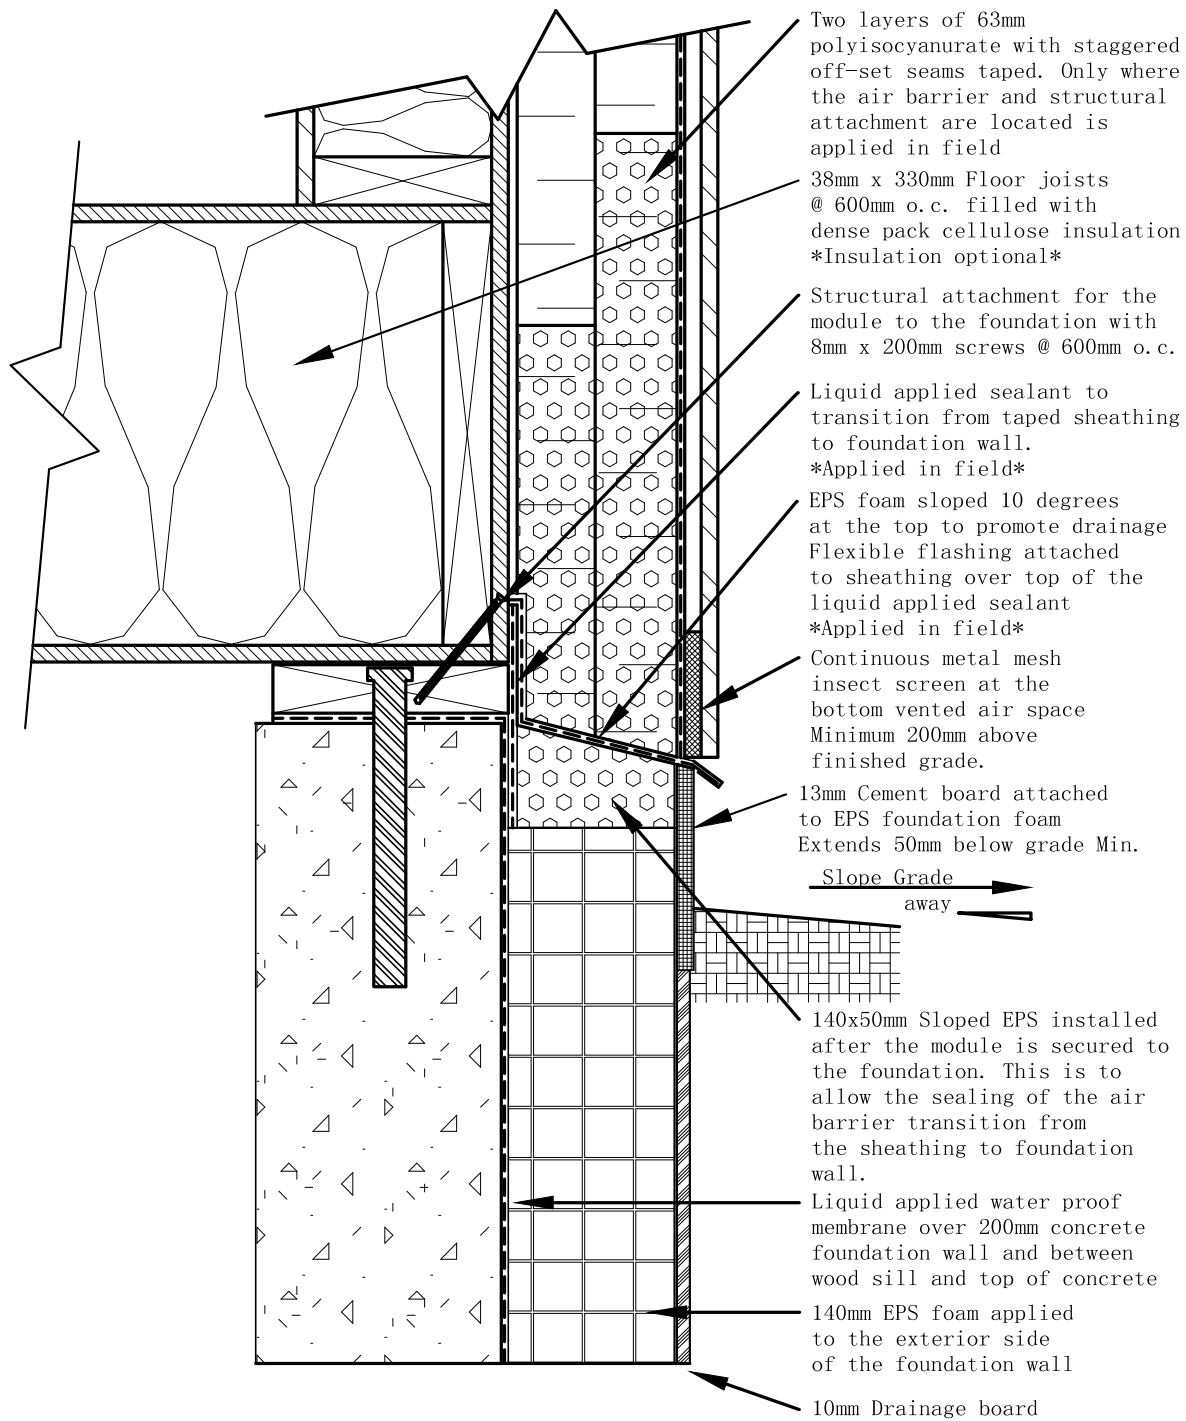 Two layers of 63mm
polyisocyanurate with staggered
off-set seams taped. Only where
the air barrier and structural
attachment are located is
applied in field
38mm x 330mm Floor joists
@ 600mm o.c. filled with
dense pack cellulose insulation
*Insulation optional*
Structural attachment for the
module to the foundation with
8mm x 200mm screws @ 600mm o.c.
Liquid applied sealant to
transition from taped sheathing
to foundation wall.
*Applied in field*
EPS foam sloped 10 degrees
at the top to promote drainage
Flexible flashing attached
to sheathing over top of the
liquid applied sealant
*Applied in field*
Continuous metal mesh
insect screen at the
bottom vented air space
Minimum 200mm above
finished grade.
13mm Cement board attached
to EPS foundation foam
Extends 50mm below grade Min.
Slope Grade
away
140x50mm Sloped EPS installed
after the module is secured to
the foundation. This is to
allow the sealing of the air
barrier transition from
the sheathing to foundation
wall.
Liquid applied water proof
membrane over 200mm concrete
foundation wall and between
wood sill and top of concrete
140mm EPS foam applied
to the exterior side
of the foundation wall
10mm Drainage board